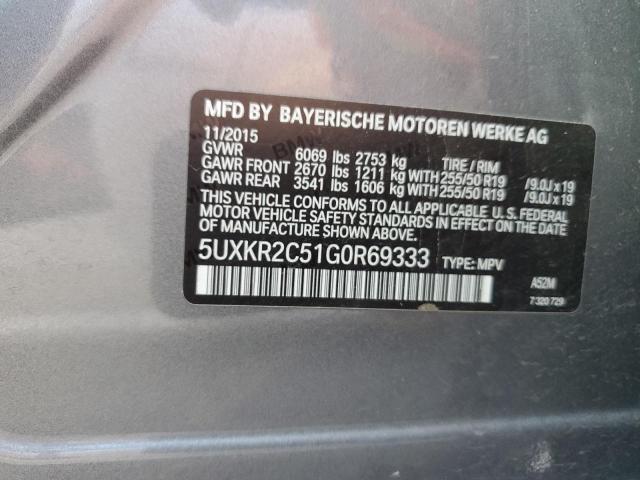 MFD BY BAYERISCHE MOTOREN WERKE AG
11/2015
GVWR 6069 lbs 2753 kg TIRE / RIM
GAWR FRONT 2670 lbs 1211 kg WITH 255/50 R19 /9.0J x 19
GAWR REAR 3541 lbs 1606 kg WITH 255/50 R19 /9.0J x 19
THIS VEHICLE CONFORMS TO ALL APPLICABLE U. S. FEDERAL
MOTOR VEHICLE SAFETY STANDARDS IN EFFECT ON THE DATE
OF MANUFACTURE SHOWN ABOVE.
5UXKR2C51G0R69333 TYPE: MPV
A52M
7 320 729